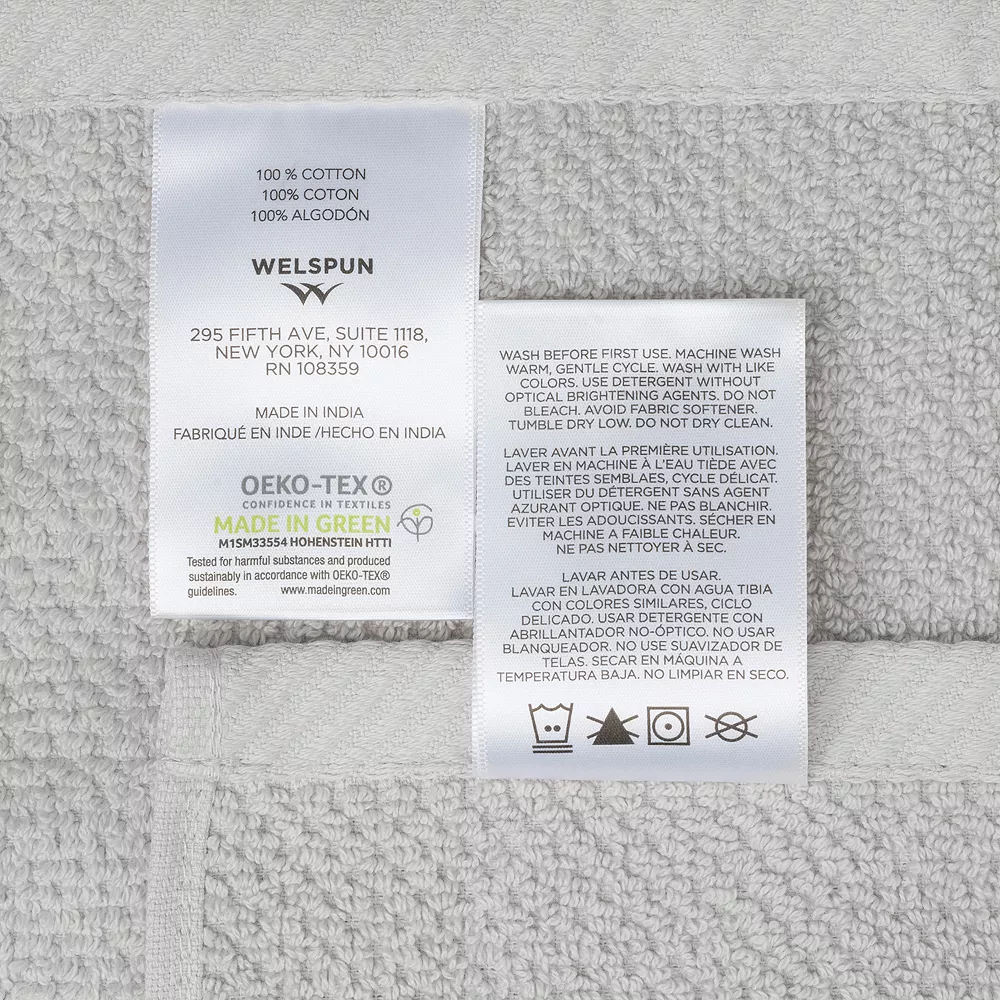 100 % COTTON
100% COTON
100% ALGODÓN
WELSPUN
295 FIFTH AVE, SUITE 1118,
NEW YORK, NY 10016
RN 108359
MADE IN INDIA
FABRIQUÉ EN INDE /HECHO EN INDIA
OEKO-TEX®
CONFIDENCE IN TEXTILES
MADE IN GREEN
M1SM33554 HOHENSTEIN HTTI
Tested for harmful substances and produced
sustainably in accordance with OEKO-TEX®
guidelines. www.madeingreen.com
WASH BEFORE FIRST USE. MACHINE WASH
WARM, GENTLE CYCLE. WASH WITH LIKE
COLORS. USE DETERGENT WITHOUT
OPTICAL BRIGHTENING AGENTS. DO NOT
BLEACH. AVOID FABRIC SOFTENER.
TUMBLE DRY LOW. DO NOT DRY CLEAN.
LAVER AVANT LA PREMIÈRE UTILISATION.
LAVER EN MACHINE À L'EAU TIÈDE AVEC
DES TEINTES SEMBLAES, CYCLE DÉLICAT.
UTILISER DU DÉTERGENT SANS AGENT
AZURANT OPTIQUE. NE PAS BLANCHIR.
EVITER LES ADOUCISSANTS. SÉCHER EN
MACHINE A FAIBLE CHALEUR.
NE PAS NETTOYER À SEC.
LAVAR ANTES DE USAR.
LAVAR EN LAVADORA CON AGUA TIBIA
CON COLORES SIMILARES, CICLO
DELICADO. USAR DETERGENTE CON
ABRILLANTADOR NO-ÓPTICO. NO USAR
BLANQUEADOR. NO USE SUAVIZADOR DE
TELAS. SECAR EN MÁQUINA A
TEMPERATURA BAJA. NO LIMPIAR EN SECO.